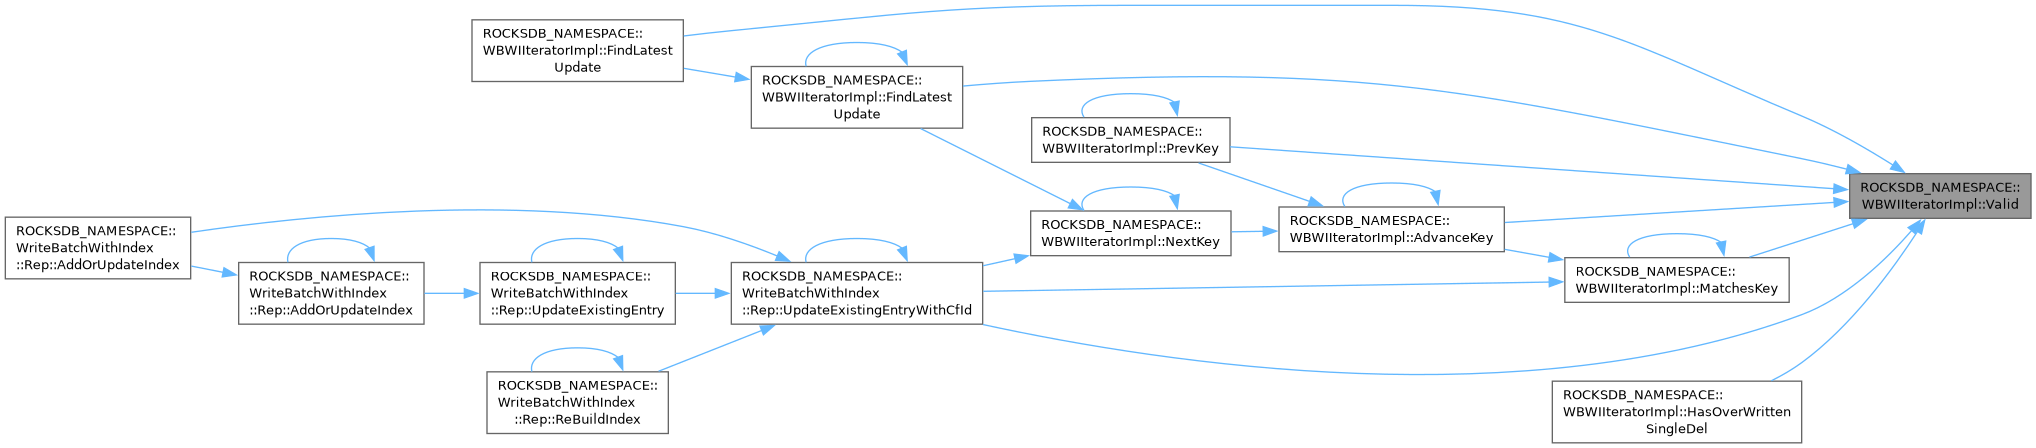 ROCKSDB_NAMESPACE::
WBWIIteratorImpl::FindLatest
Update
ROCKSDB_NAMESPACE::
WBWIIteratorImpl::FindLatest
Update
ROCKSDB_NAMESPACE::
WBWIIteratorImpl::PrevKey
ROCKSDB_NAMESPACE::
WBWIIteratorImpl::Valid
ROCKSDB_NAMESPACE::
WriteBatchWithIndex
::Rep::AddOrUpdateIndex
ROCKSDB_NAMESPACE::
WBWIIteratorImpl::NextKey
ROCKSDB_NAMESPACE::
WBWIIteratorImpl::AdvanceKey
ROCKSDB_NAMESPACE::
WriteBatchWithIndex
::Rep::AddOrUpdateIndex
ROCKSDB_NAMESPACE::
WriteBatchWithIndex
::Rep::UpdateExistingEntry
ROCKSDB_NAMESPACE::
WriteBatchWithIndex
::Rep::UpdateExistingEntryWithCfId
ROCKSDB_NAMESPACE::
WBWIIteratorImpl::MatchesKey
ROCKSDB_NAMESPACE::
WriteBatchWithIndex
::Rep::ReBuildIndex
ROCKSDB_NAMESPACE::
WBWIIteratorImpl::HasOverWritten
SingleDel